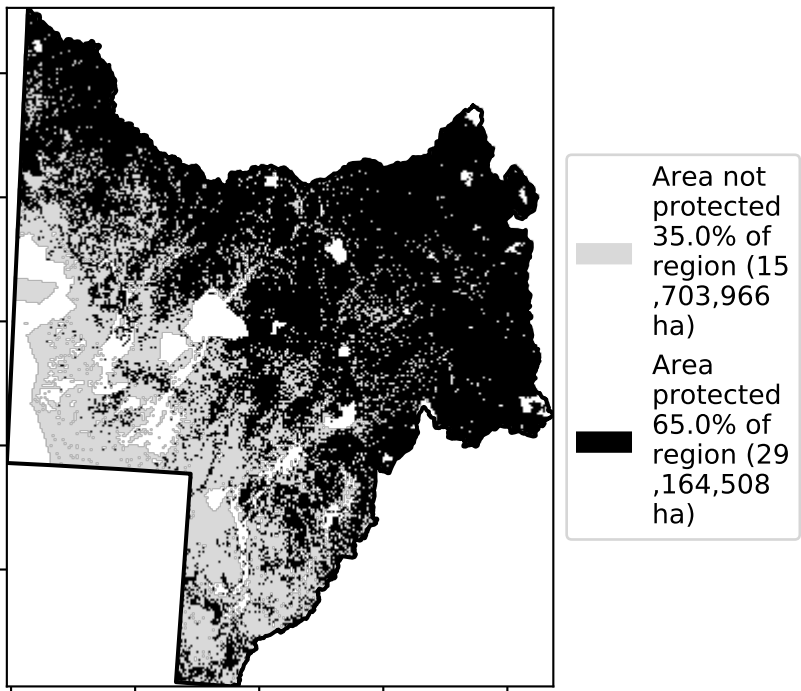 Area not
protected
35.0% of
region (15
,703,966
ha)
Area
protected
65.0% of
region (29
,164,508
ha)